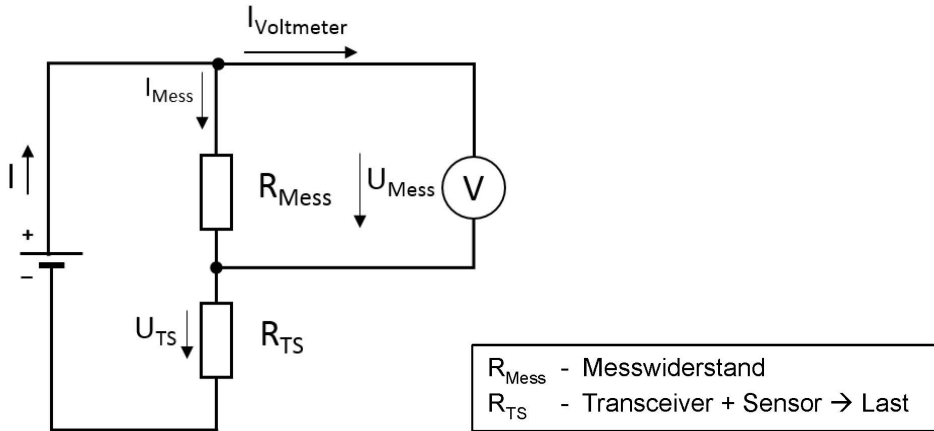 I_Voltmeter
I_Mess
I
R_Mess
U_Mess
V
+
–
U_TS
R_TS
R_Mess - Messwiderstand
R_TS - Transceiver + Sensor → Last